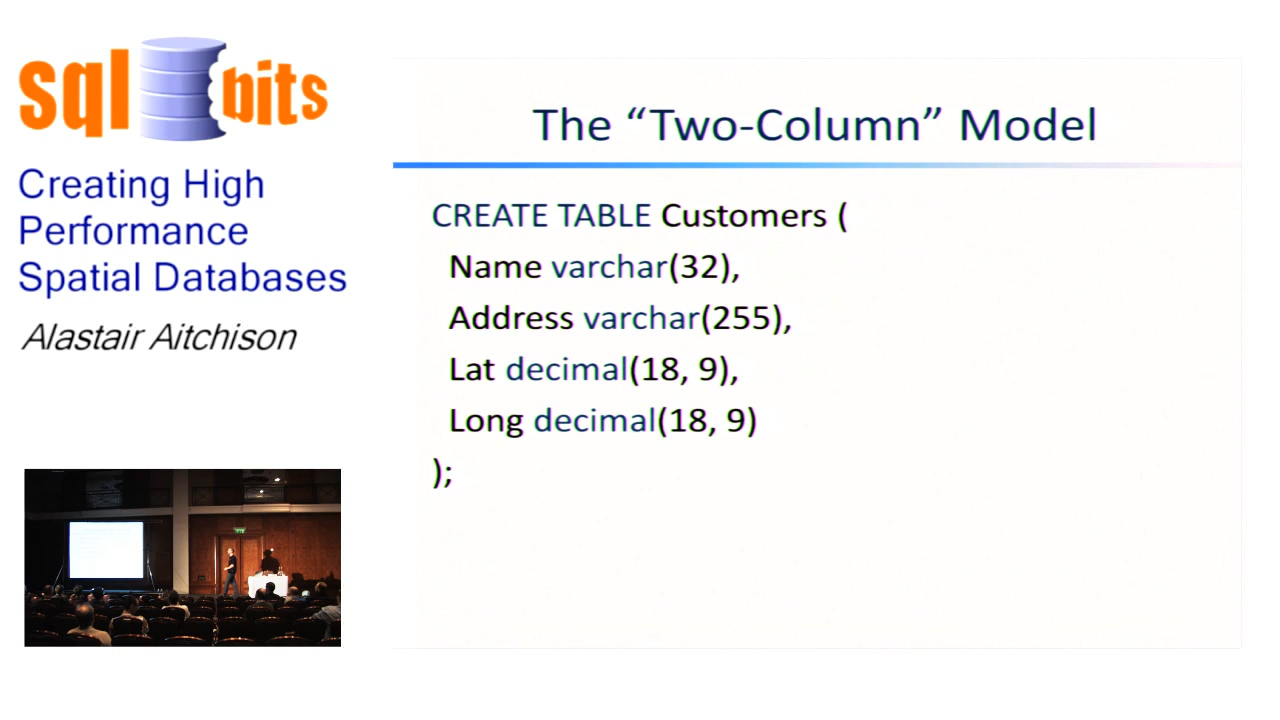 sql bits
Creating High
Performance
Spatial Databases
Alastair Aitchison
The “Two-Column” Model
CREATE TABLE Customers (
Name varchar(32),
Address varchar(255),
Lat decimal(18, 9),
Long decimal(18, 9)
);